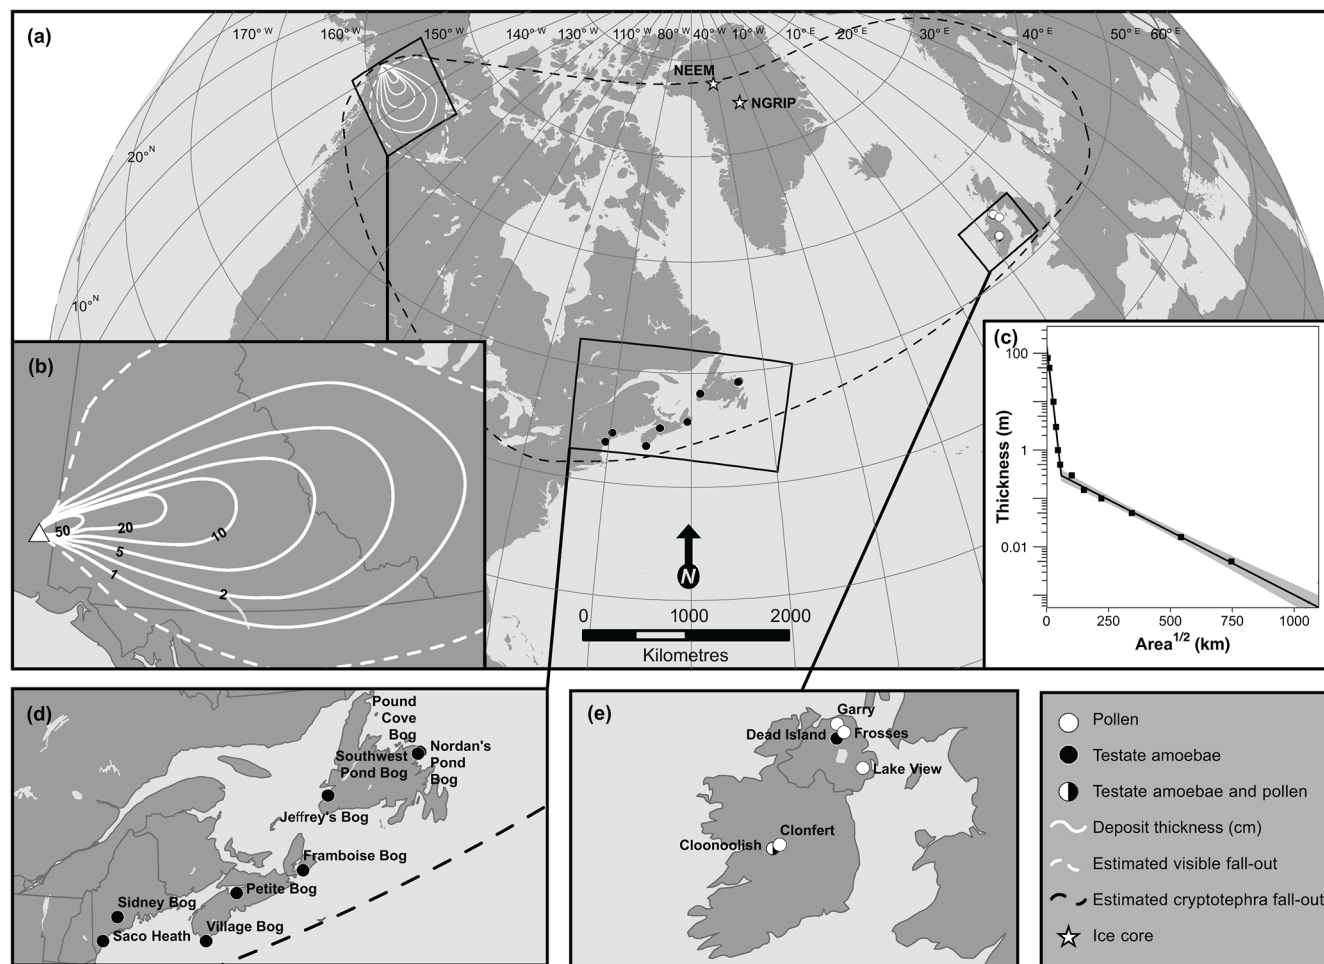 (a)
170° W
160° W
150° W
140° W
130° W
110° W
80° W
40° W
10° W
10° E
20° E
30° E
40° E
50° E
60° E
NEEM
NGRIP
20°N
10°N
N
0 1000 2000
Kilometres
(b)
50
20
10
5
2
1
(c)
Thickness (m)
100
1
0.01
0 250 500 750 1000
Area1/2 (km)
(d)
Pound
Cove
Bog
Nordan's
Pond
Bog
Southwest
Pond Bog
Jeffrey's Bog
Framboise Bog
Petite Bog
Sidney Bog
Saco Heath
Village Bog
(e)
Garry
Dead Island
Frosses
Lake View
Clonfert
Cloonoolish
Pollen
Testate amoebae
Testate amoebae and pollen
Deposit thickness (cm)
Estimated visible fall-out
Estimated cryptotephra fall-out
Ice core